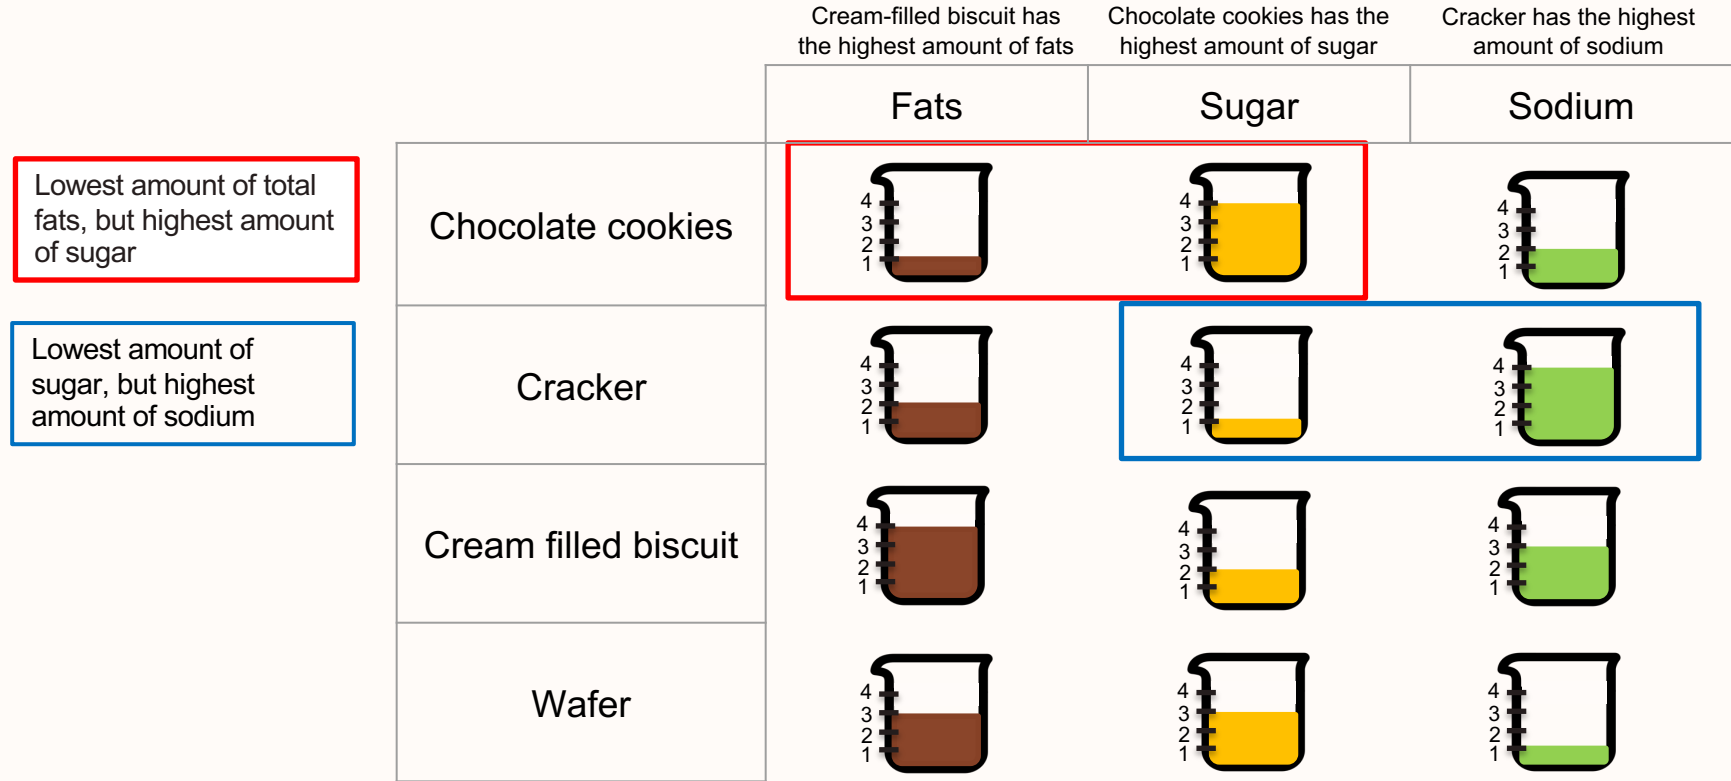 Cream-filled biscuit has
the highest amount of fats
Chocolate cookies has the
highest amount of sugar
Cracker has the highest
amount of sodium
Fats
Sugar
Sodium
Lowest amount of total
fats, but highest amount
of sugar
Chocolate cookies
4
3
2
1
4
3
2
1
4
3
2
1
Lowest amount of
sugar, but highest
amount of sodium
Cracker
4
3
2
1
4
3
2
1
4
3
2
1
Cream filled biscuit
4
3
2
1
4
3
2
1
4
3
2
1
Wafer
4
3
2
1
4
3
2
1
4
3
2
1